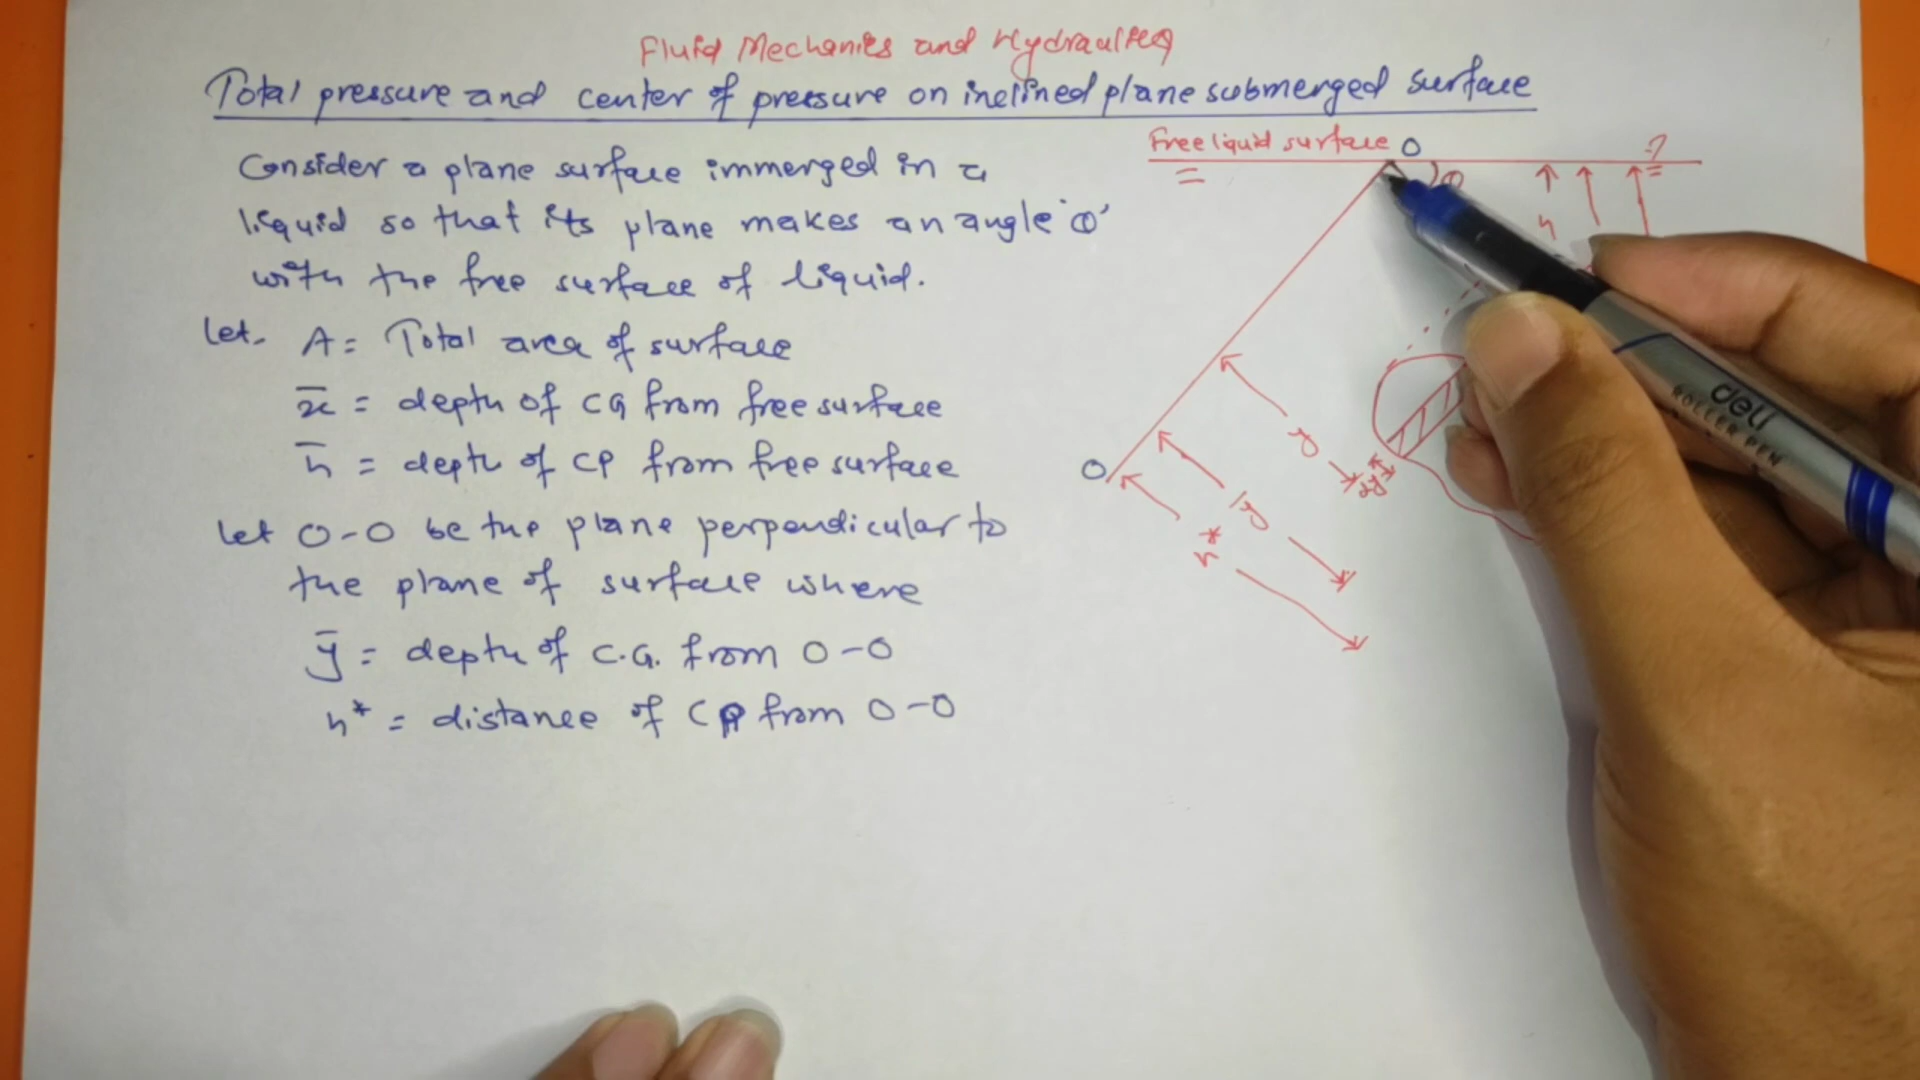 Fluid Mechanics and Hydraulics
Total pressure and center of pressure on inclined plane submerged surface
Consider a plane surface immerged in a
liquid so that its plane makes an angle 'θ'
with the free surface of liquid.
let, A = Total area of surface
x̄ = depth of CG from free surface
h̄ = depth of CP from free surface
Let O-O be the plane perpendicular to
the plane of surface where
ȳ = depth of C.G. from O-O
h* = distance of CP from O-O
Free liquid surface O
θ
h
O
y
dy
ȳ
h*
deli
ROLLER PEN